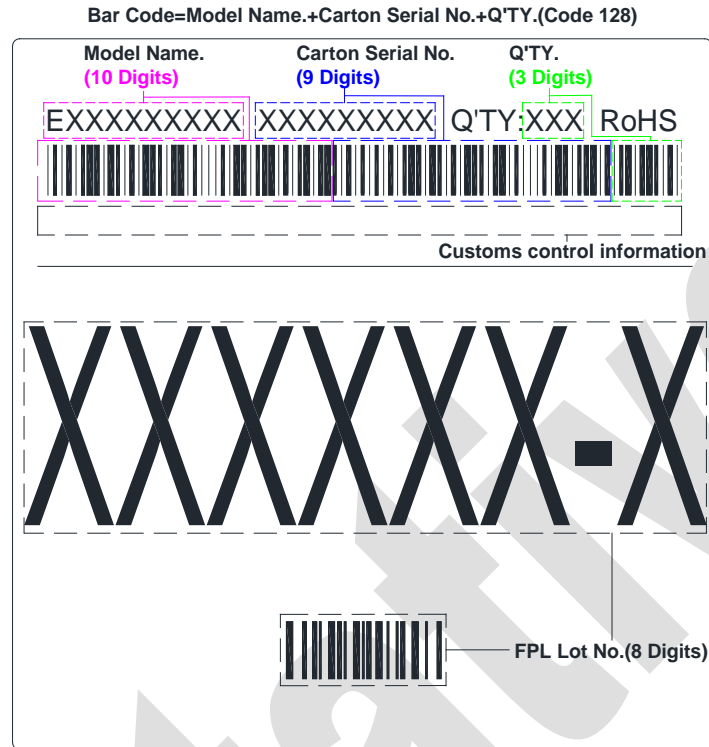 Bar Code=Model Name.+Carton Serial No.+Q'TY.(Code 128)
Model Name. Carton Serial No. Q'TY.
(10 Digits) (9 Digits) (3 Digits)
EXXXXXXXXX XXXXXXXXX Q'TY:XXX RoHS
Customs control information
XXXXXX-X
FPL Lot No.(8 Digits)